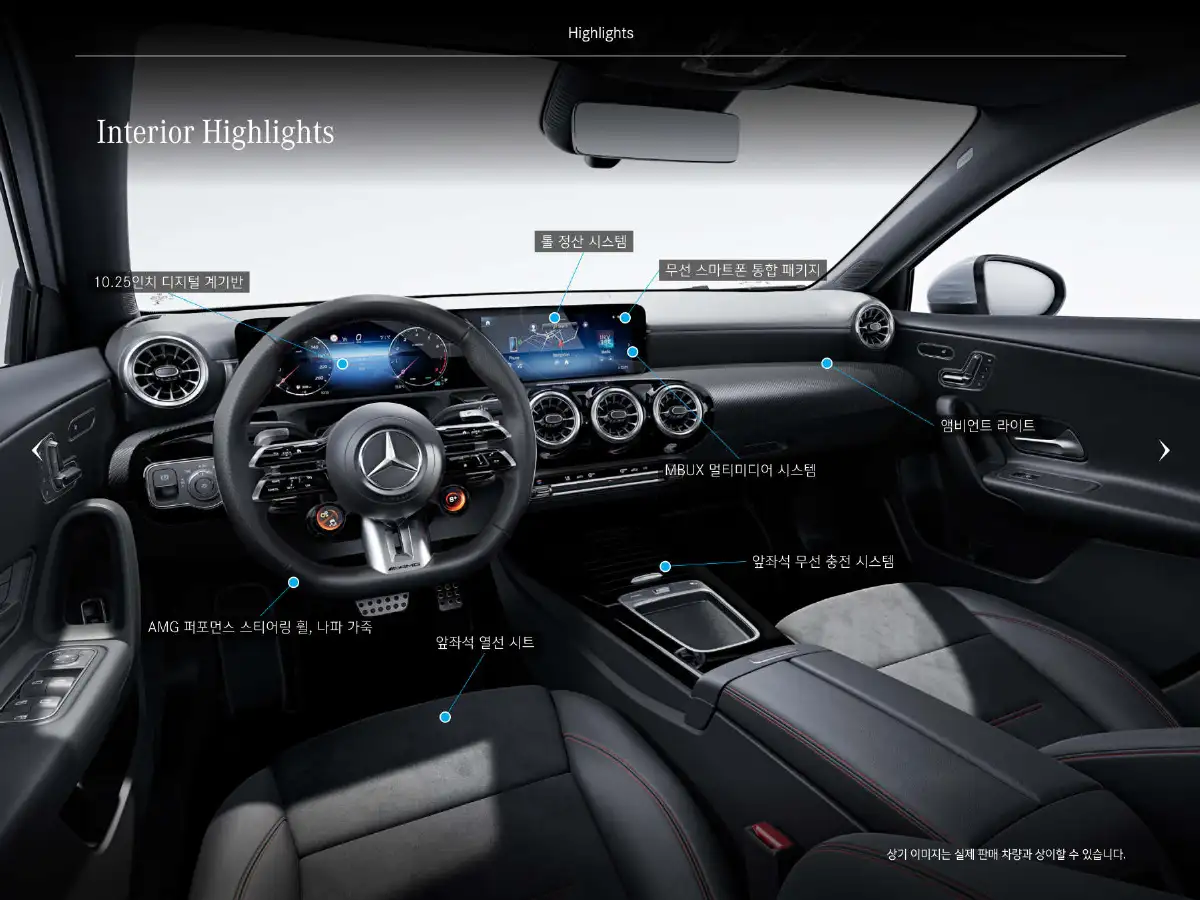 Highlights
Interior Highlights
톨 정산 시스템
무선 스마트폰 통합 패키지
10.25인치 디지털 계기반
앰비언트 라이트
MBUX 멀티미디어 시스템
앞좌석 무선 충전 시스템
AMG 퍼포먼스 스티어링 휠, 나파 가죽
앞좌석 열선 시트
상기 이미지는 실제 판매 차량과 상이할 수 있습니다.